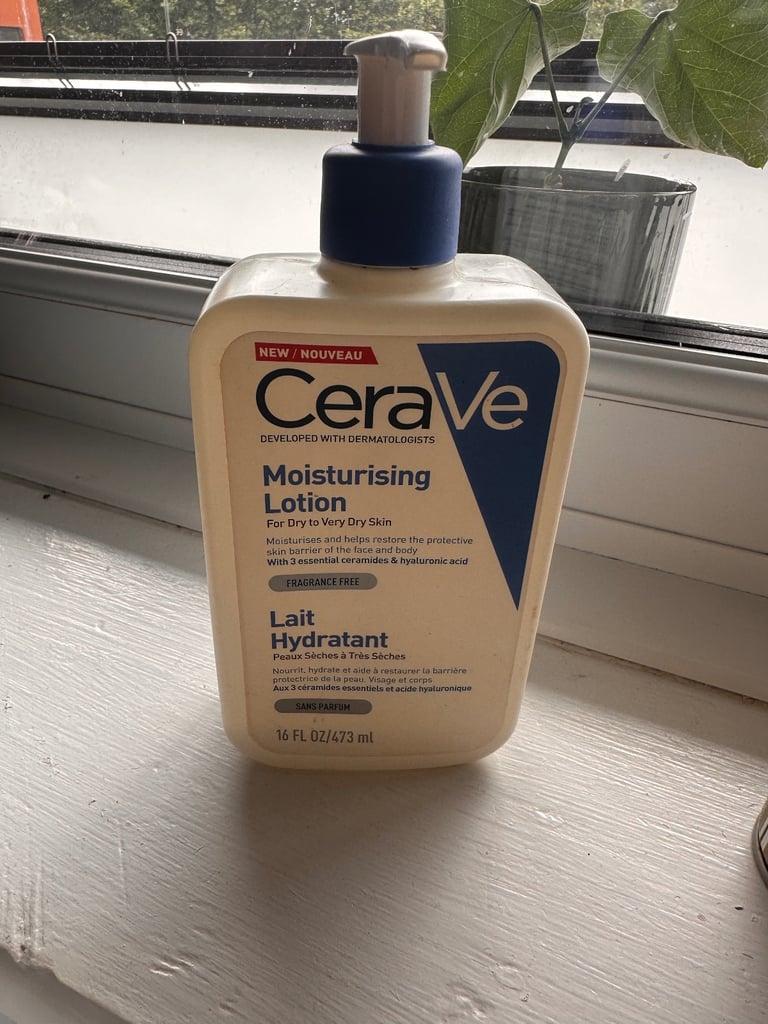 NEW / NOUVEAU
CeraVe
DEVELOPED WITH DERMATOLOGISTS
Moisturising
Lotion
For Dry to Very Dry Skin
Moisturises and helps restore the protective
skin barrier of the face and body
With 3 essential ceramides & hyaluronic acid
FRAGRANCE FREE
Lait
Hydratant
Peaux Sèches à Très Sèches
Nourrit, hydrate et aide à restaurer la barrière
protectrice de la peau. Visage et corps
Aux 3 céramides essentiels et acide hyaluronique
SANS PARFUM
16 FL OZ/473 ml